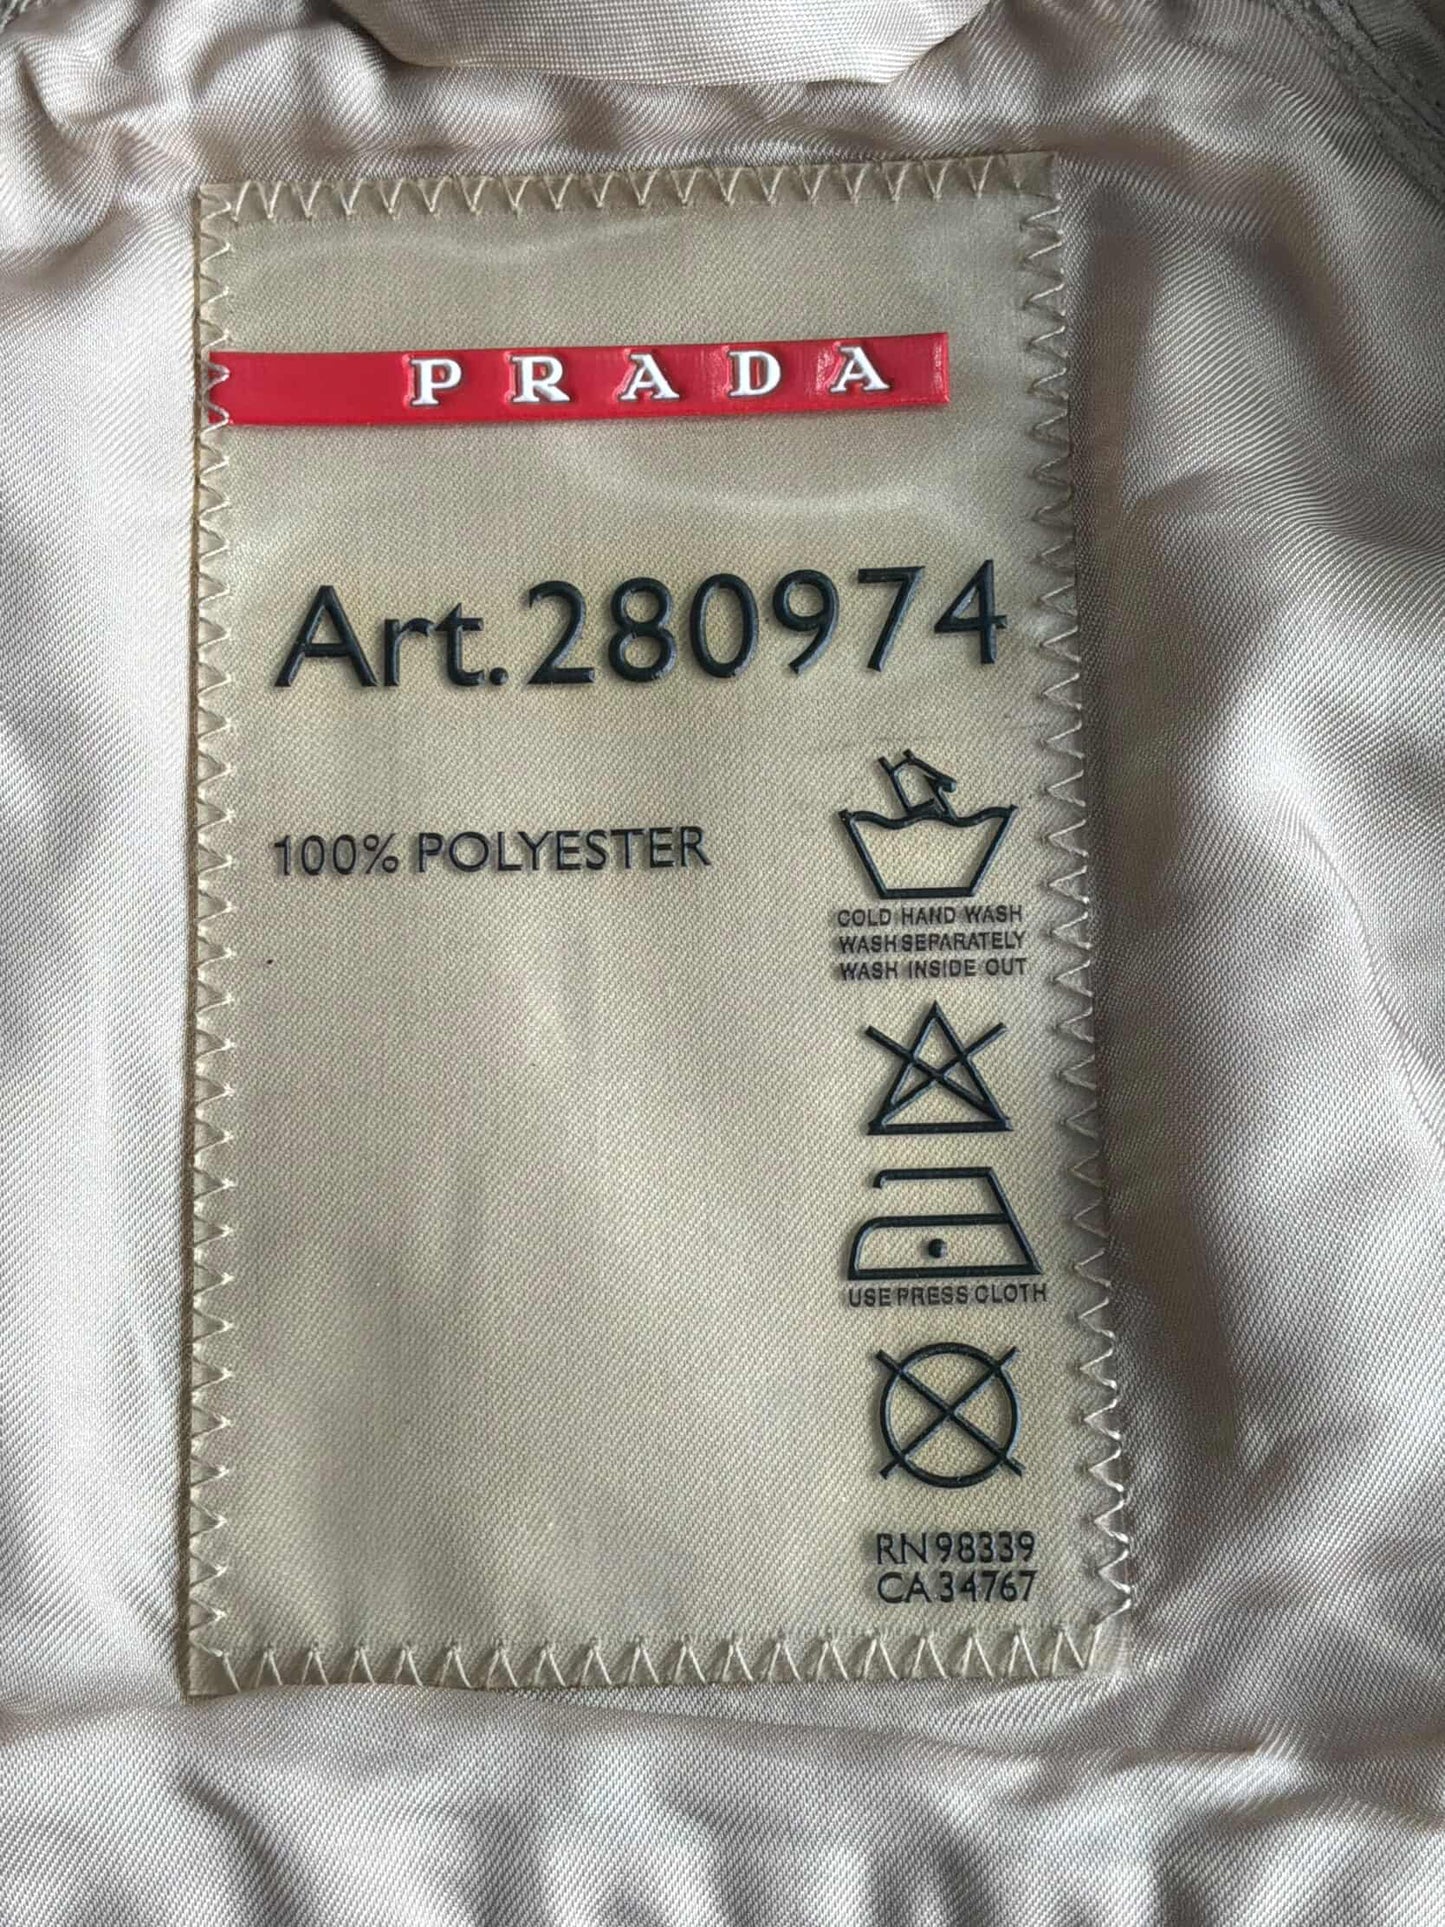 PRADA
Art.280974
100% POLYESTER
COLD HAND WASH
WASH SEPARATELY
WASH INSIDE OUT
USE PRESS CLOTH
RN 98339
CA 34767